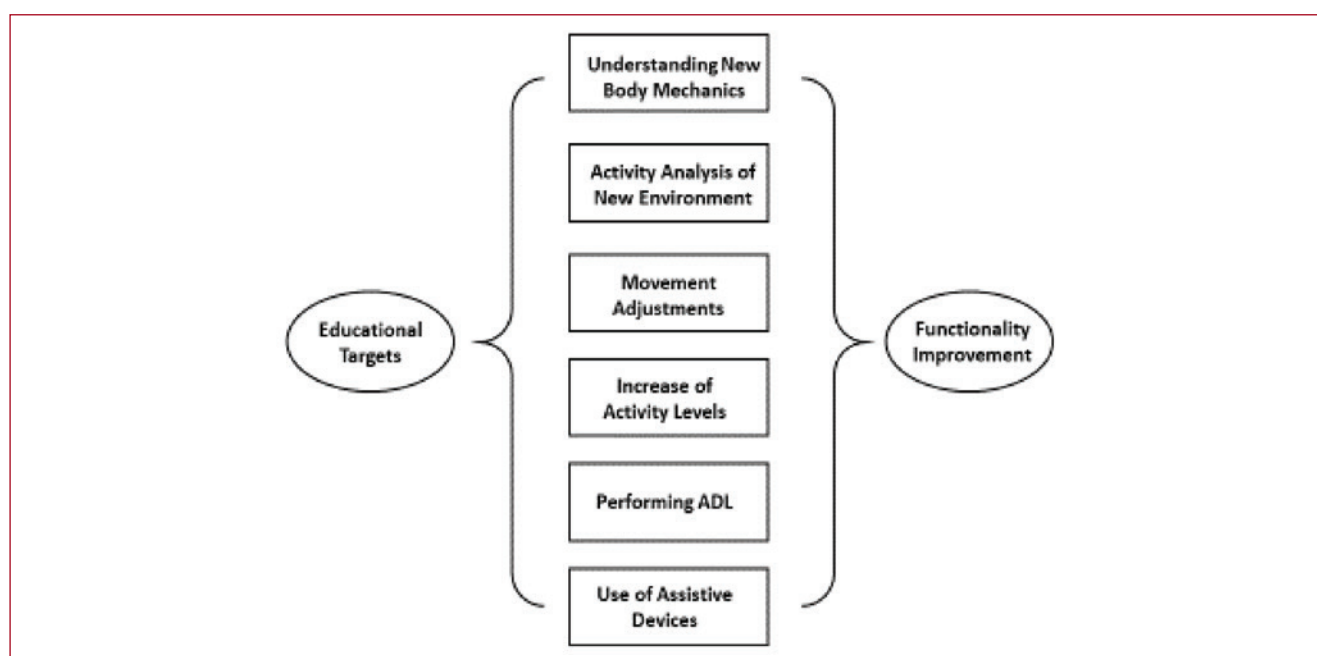 Understanding New
Body Mechanics
Activity Analysis of
New Environment
Movement
Adjustments
Educational
Targets
Functionality
Improvement
Increase of
Activity Levels
Performing ADL
Use of Assistive
Devices